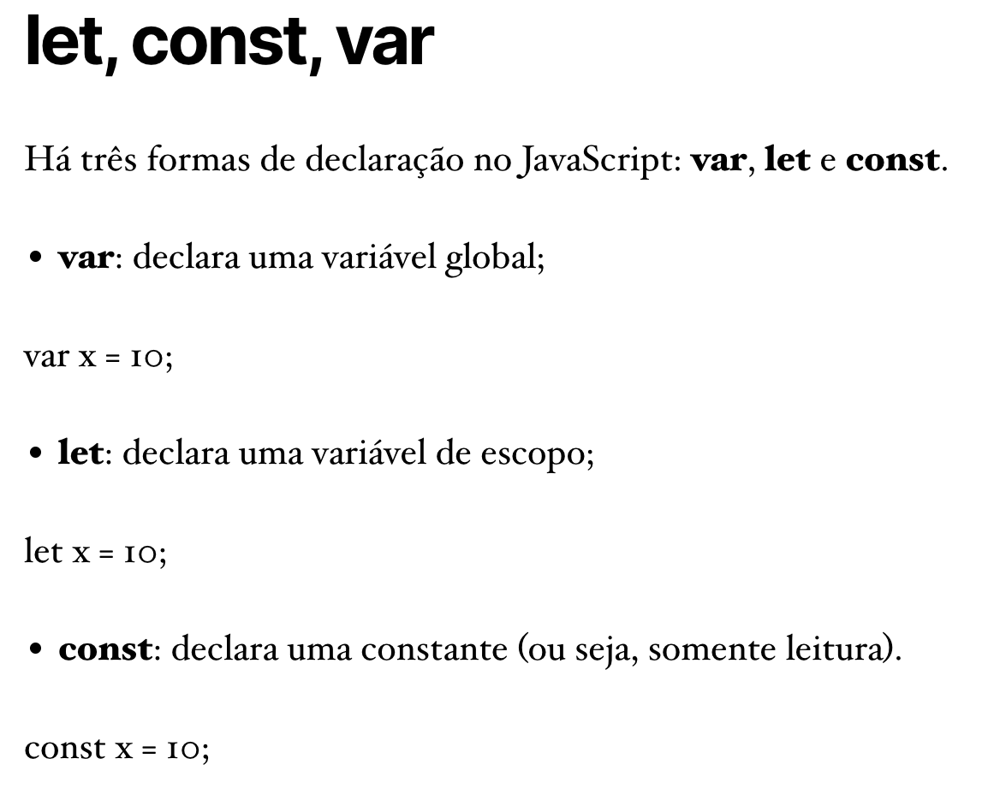 let, const, var
Há três formas de declaração no JavaScript: var, let e const.
• var: declara uma variável global;
var x = 10;
• let: declara uma variável de escopo;
let x = 10;
• const: declara uma constante (ou seja, somente leitura).
const x = 10;